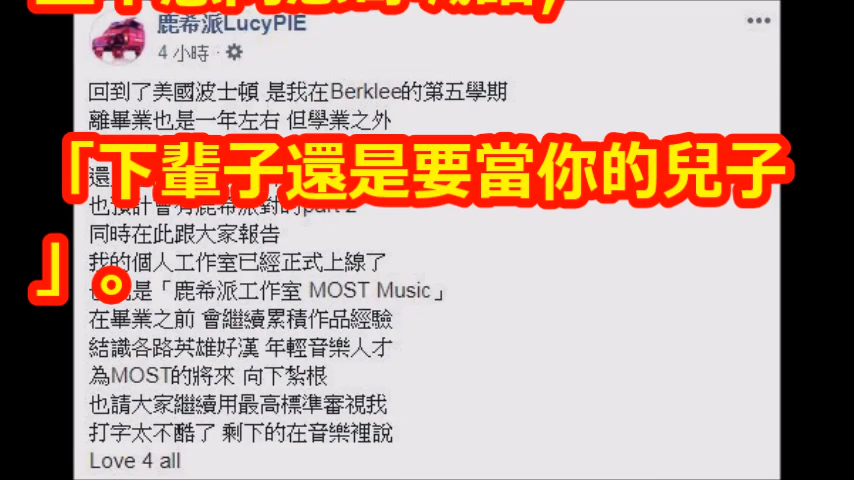 鹿希派LucyPIE
4 小時
回到了美國波士頓 是我在Berklee的第五學期
離畢業也是一年左右 但學業之外
「下輩子還是要當你的兒子
還
同時在此跟大家報告
我的個人工作室已經正式上線了
」。
是「鹿希派工作室 MOST Music」
在畢業之前 會繼續累積作品經驗
結識各路英雄好漢 年輕音樂人才
為MOST的將來 向下紮根
也請大家繼續用最高標準審視我
打字太不酷了 剩下的在音樂裡說
Love 4 all